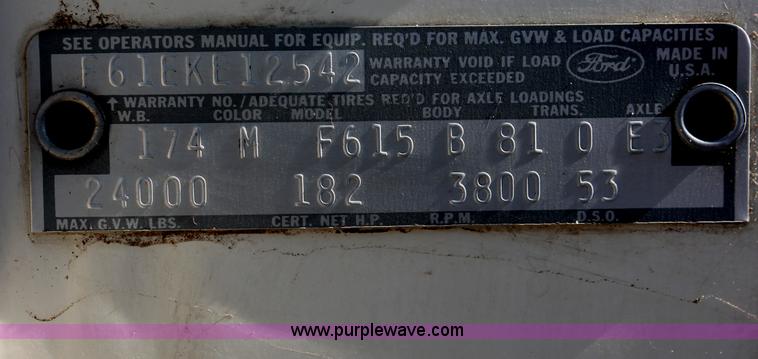 SEE OPERATORS MANUAL FOR EQUIP. REQ'D FOR MAX. GVW & LOAD CAPACITIES
F61EKE12542 WARRANTY VOID IF LOAD CAPACITY EXCEEDED Ford MADE IN U.S.A.
↑ WARRANTY NO./ADEQUATE TIRES REQ'D FOR AXLE LOADINGS
W.B. COLOR MODEL BODY TRANS. AXLE
174 M F615 B 81 O E3
24000 182 3800 53
MAX. G.V.W. LBS. CERT. NET H.P. R.P.M. D.S.O.
www.purplewave.com